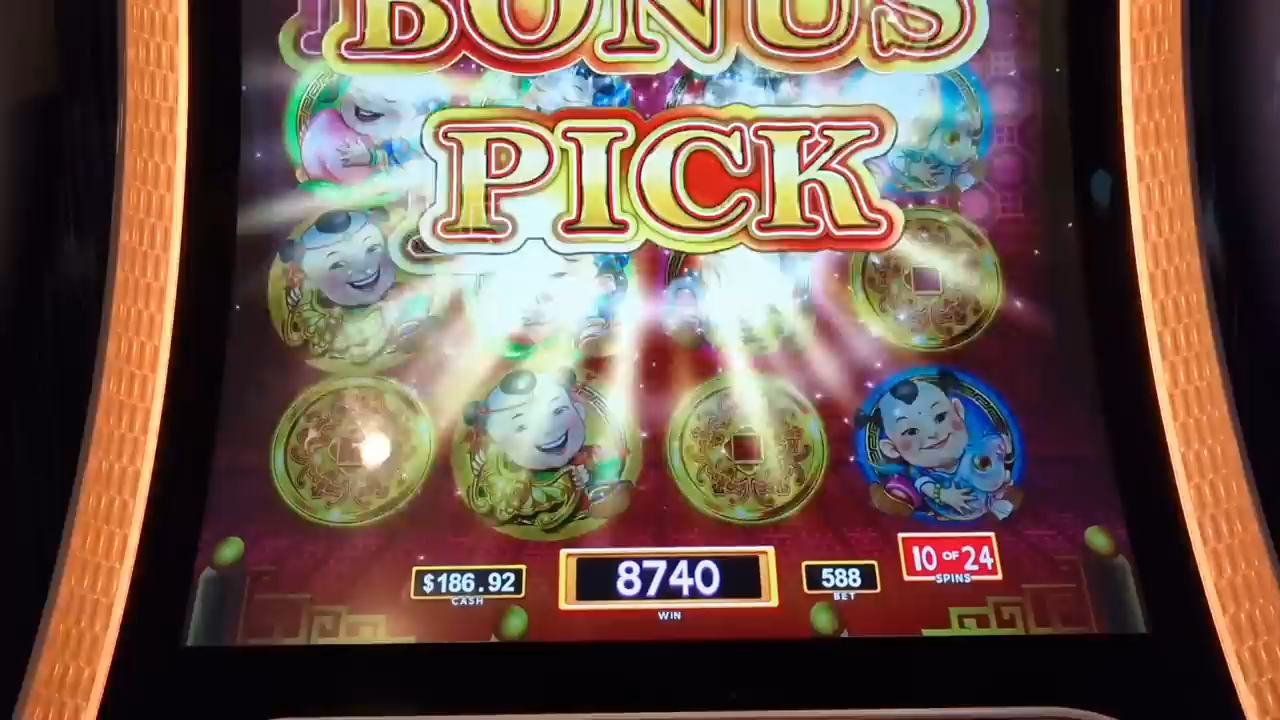 BONUS
PICK
10 OF 24
SPINS
$186.92
CASH
8740
WIN
588
BET